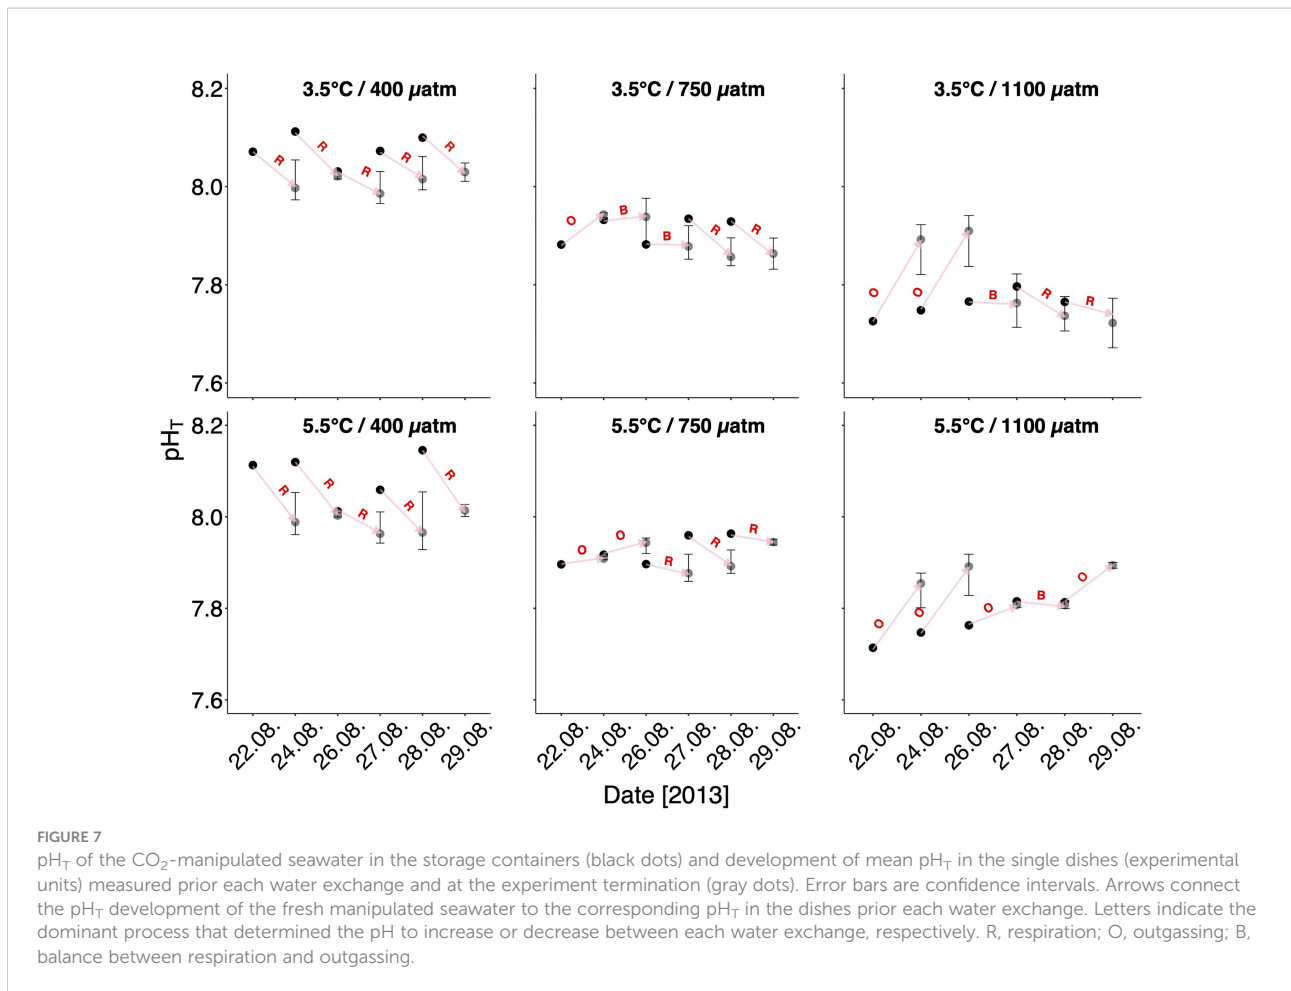 3.5°C / 400 µatm
3.5°C / 750 µatm
3.5°C / 1100 µatm
8.2
8.0
7.8
7.6
R
R
R
R
R
O
B
B
R
R
O
O
B
R
R
pH_T
5.5°C / 400 µatm
5.5°C / 750 µatm
5.5°C / 1100 µatm
8.2
8.0
7.8
7.6
R
R
R
R
R
O
O
R
R
R
O
O
O
B
O
22.08. 24.08. 26.08. 27.08. 28.08. 29.08.
22.08. 24.08. 26.08. 27.08. 28.08. 29.08.
22.08. 24.08. 26.08. 27.08. 28.08. 29.08.
Date [2013]
FIGURE 7
pH_T of the CO₂-manipulated seawater in the storage containers (black dots) and development of mean pH_T in the single dishes (experimental
units) measured prior each water exchange and at the experiment termination (gray dots). Error bars are confidence intervals. Arrows connect
the pH_T development of the fresh manipulated seawater to the corresponding pH_T in the dishes prior each water exchange. Letters indicate the
dominant process that determined the pH to increase or decrease between each water exchange, respectively. R, respiration; O, outgassing; B,
balance between respiration and outgassing.